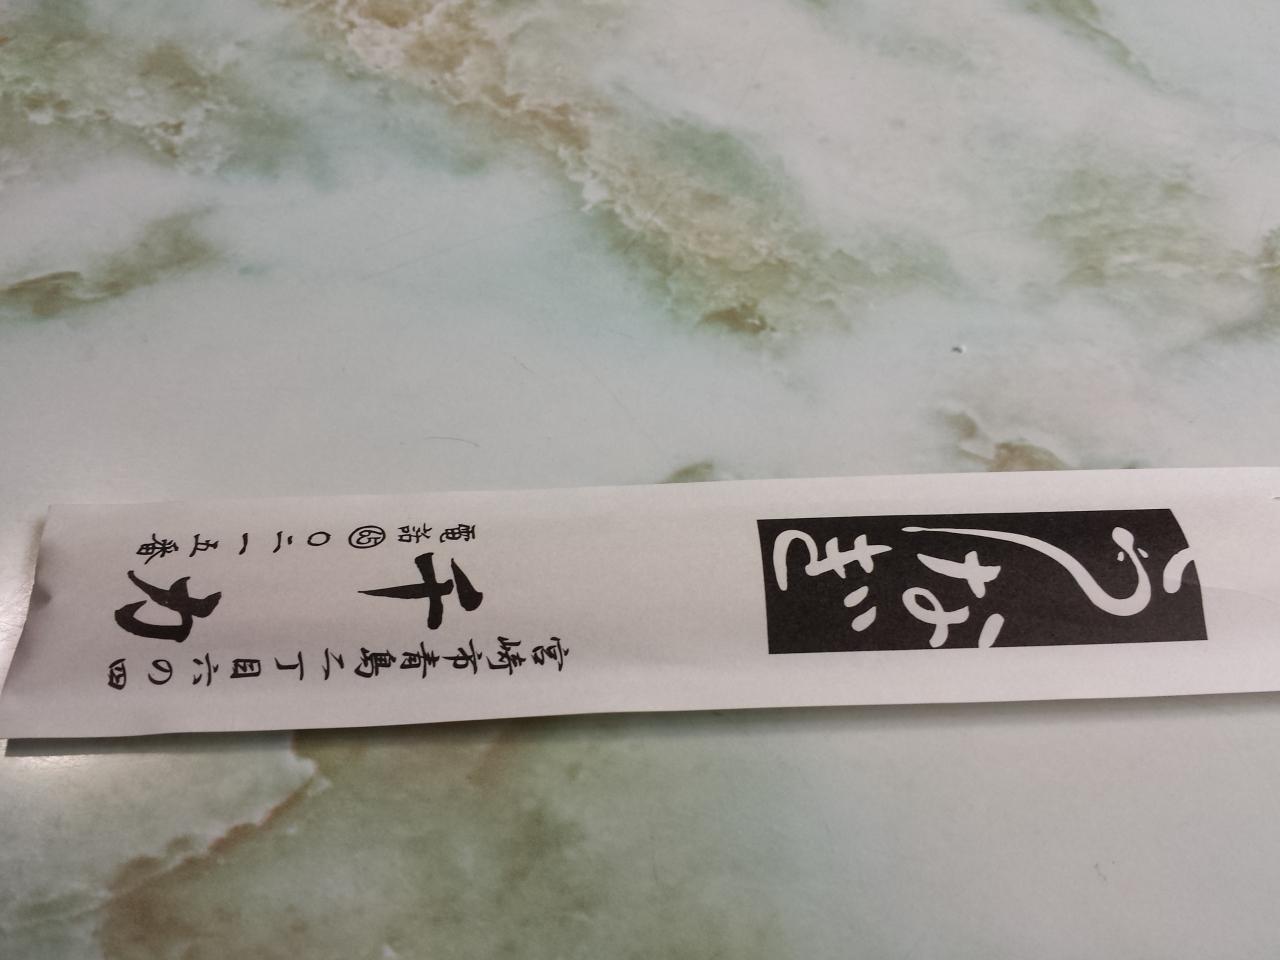 うなぎ
宮崎市青島二丁目六の四
千力
電話(65)〇二一五番